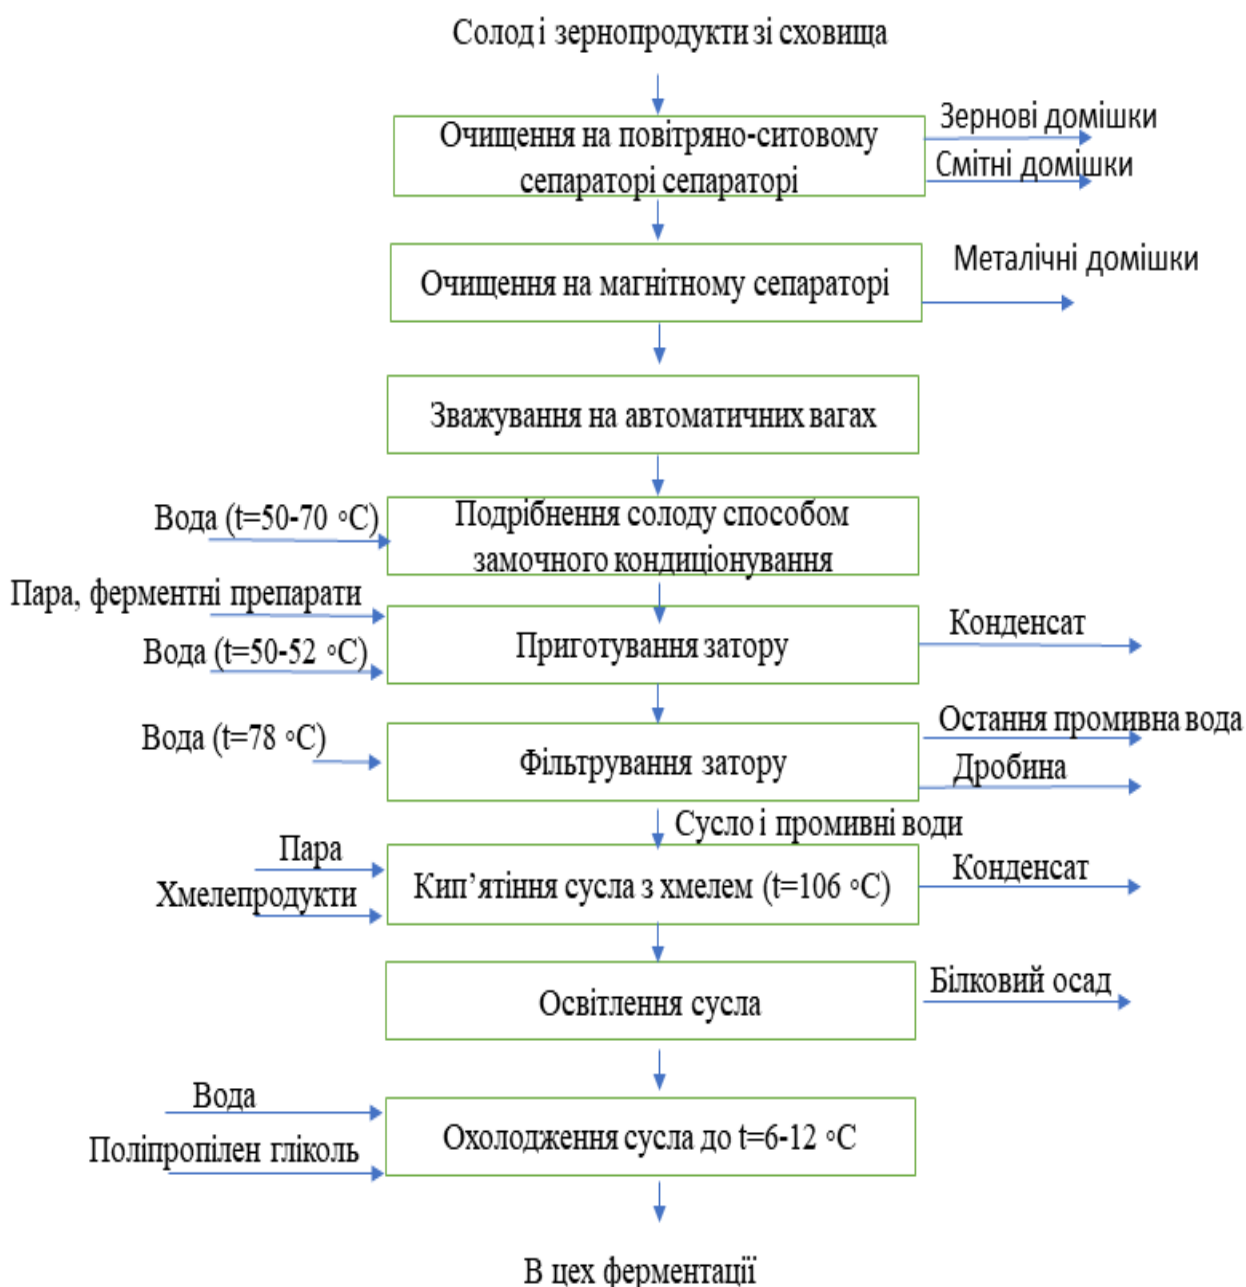 Солод і зернопродукти зі сховища
Зернові домішки
Очищення на повітряно-ситовому
сепараторі сепараторі
Смітні домішки
Металічні домішки
Очищення на магнітному сепараторі
Зважування на автоматичних вагах
Вода (t=50-70 °С)
Подрібнення солоду способом
замочного кондиціонування
Пара, ферментні препарати
Вода (t=50-52 °С)
Приготування затору
Конденсат
Вода (t=78 °С)
Фільтрування затору
Остання промивна вода
Дробина
Сусло і промивні води
Пара
Хмелепродукти
Кип’ятіння сусла з хмелем (t=106 °С)
Конденсат
Освітлення сусла
Білковий осад
Вода
Поліпропілен гліколь
Охолодження сусла до t=6-12 °С
В цех ферментації